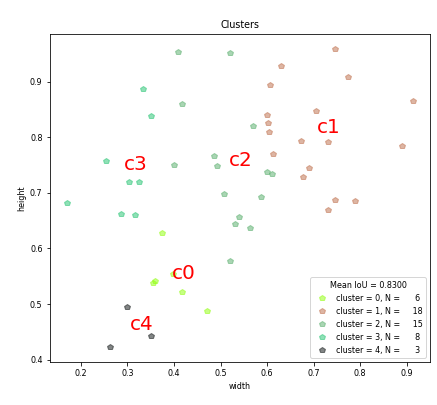 Clusters
0.9
0.8
0.7
0.6
0.5
0.4
height
c3
c2
c1
c0
c4
Mean IoU = 0.8300
cluster = 0, N = 6
cluster = 1, N = 18
cluster = 2, N = 15
cluster = 3, N = 8
cluster = 4, N = 3
0.2 0.3 0.4 0.5 0.6 0.7 0.8 0.9
width